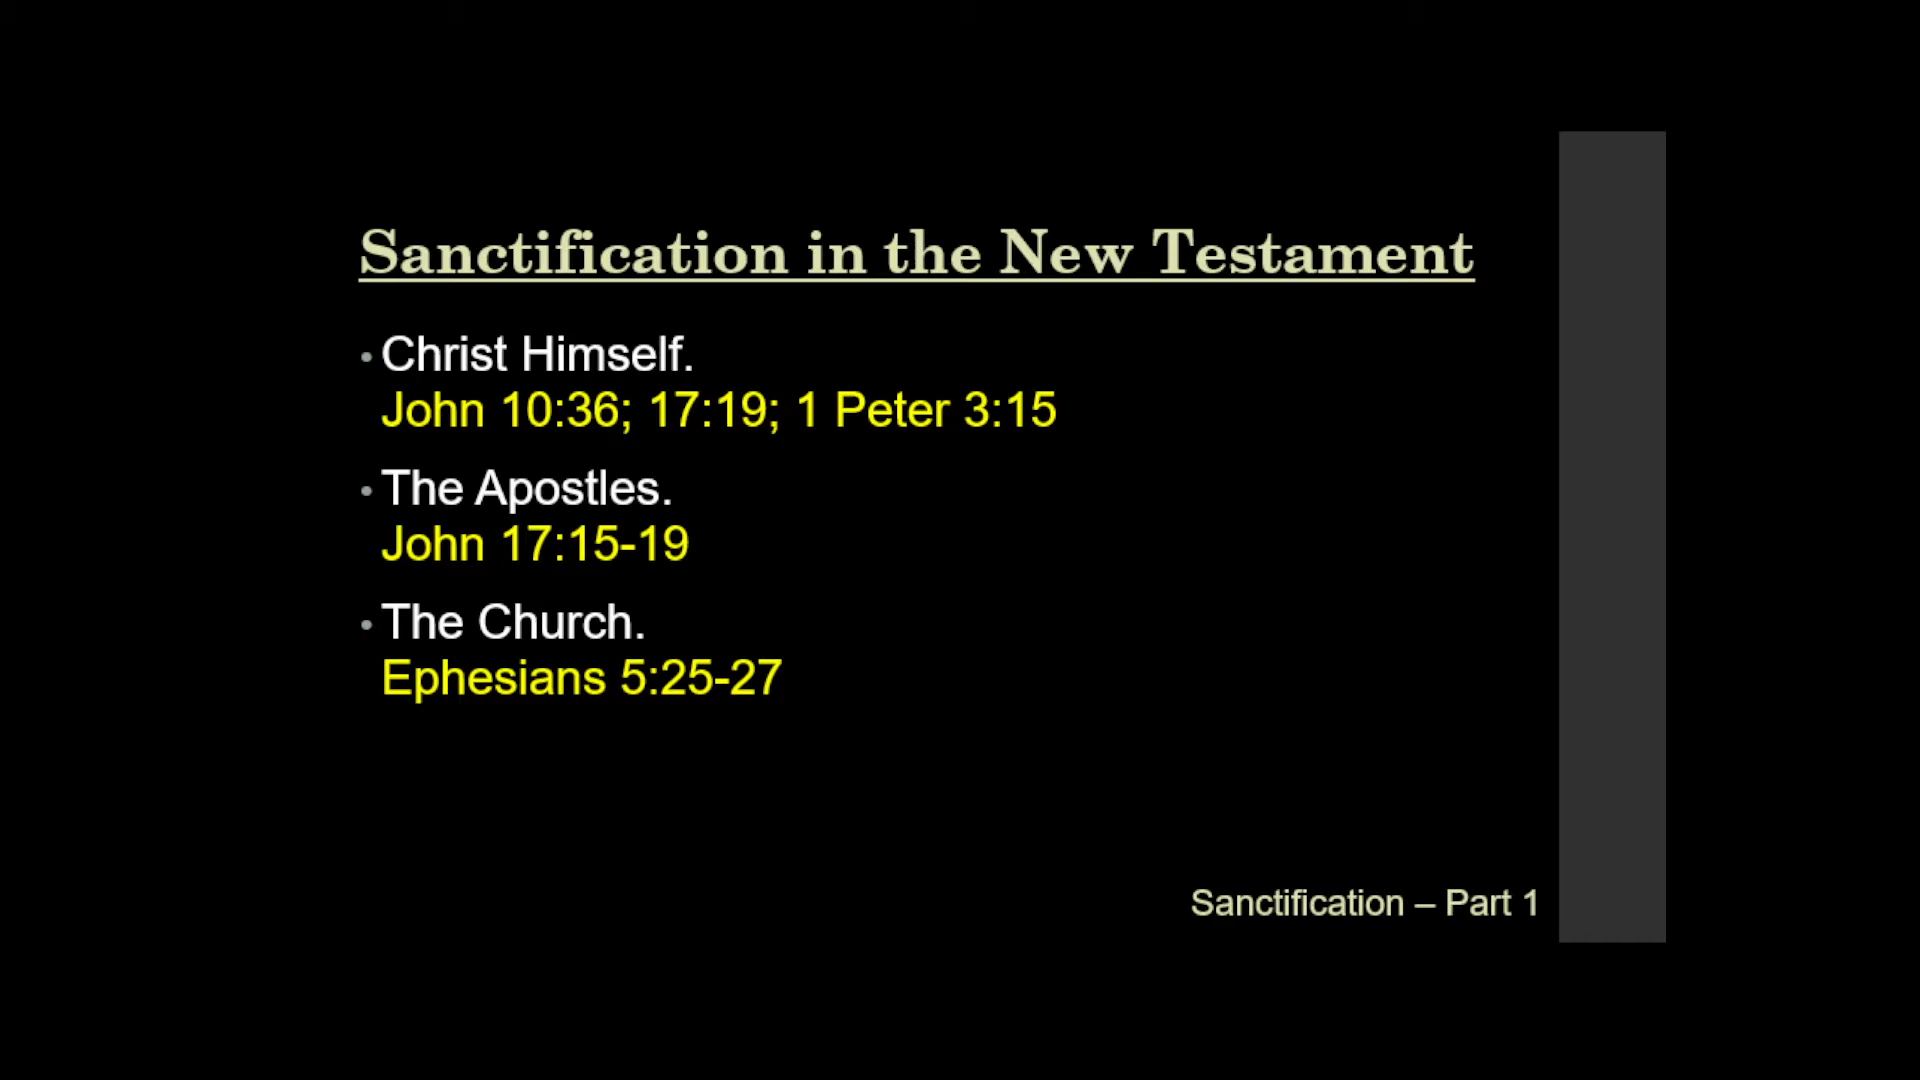 Sanctification in the New Testament
• Christ Himself.
John 10:36; 17:19; 1 Peter 3:15
• The Apostles.
John 17:15-19
• The Church.
Ephesians 5:25-27
Sanctification – Part 1